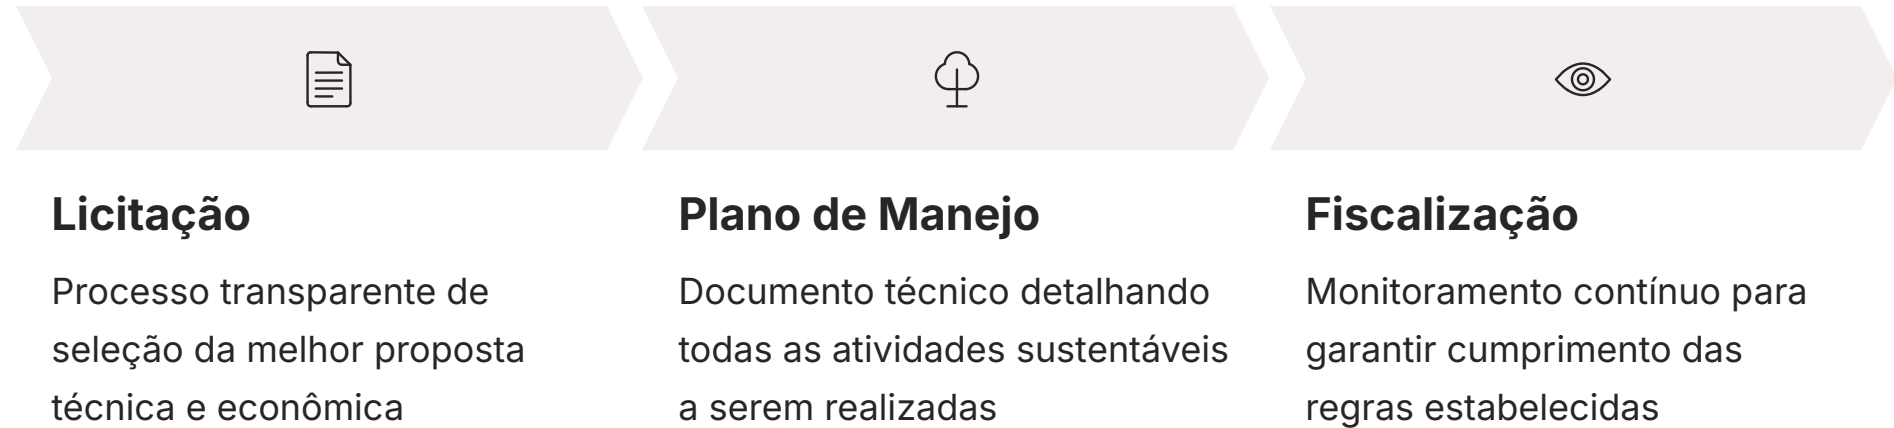 Licitação
Processo transparente de
seleção da melhor proposta
técnica e econômica
Plano de Manejo
Documento técnico detalhando
todas as atividades sustentáveis
a serem realizadas
Fiscalização
Monitoramento contínuo para
garantir cumprimento das
regras estabelecidas